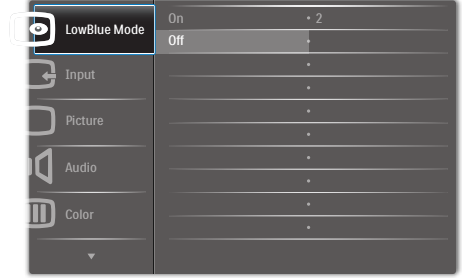 LowBlue Mode
On • 2
Off •
Input
Picture
Audio
Color